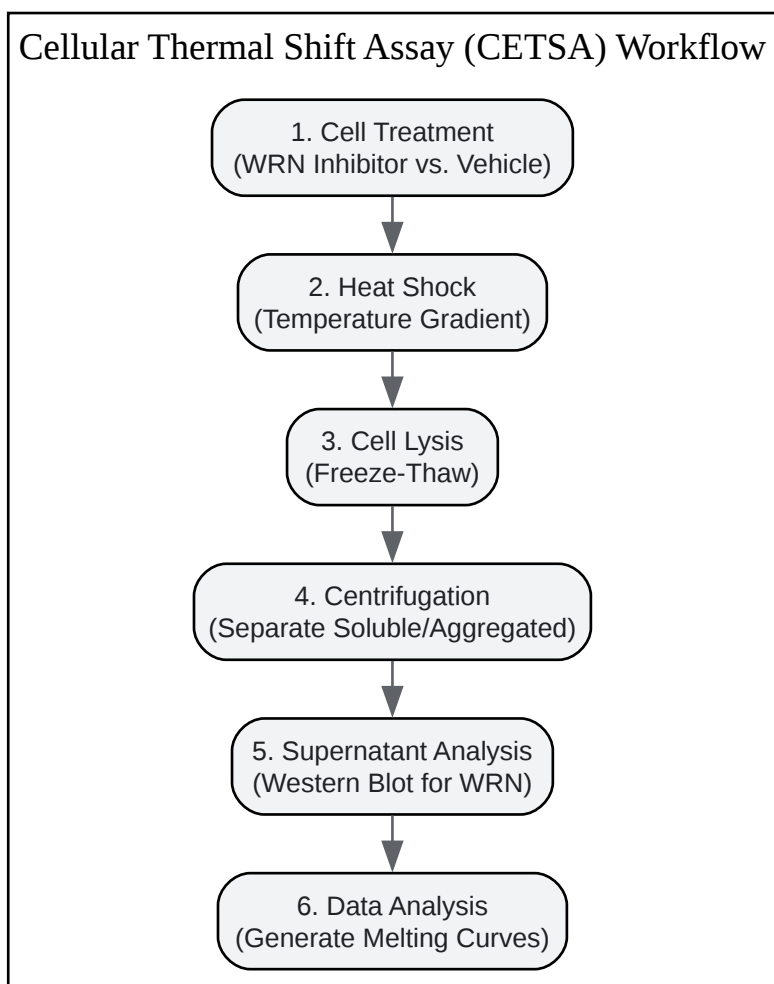 Cellular Thermal Shift Assay (CETSA) Workflow
1. Cell Treatment
(WRN Inhibitor vs. Vehicle)
2. Heat Shock
(Temperature Gradient)
3. Cell Lysis
(Freeze-Thaw)
4. Centrifugation
(Separate Soluble/Aggregated)
5. Supernatant Analysis
(Western Blot for WRN)
6. Data Analysis
(Generate Melting Curves)